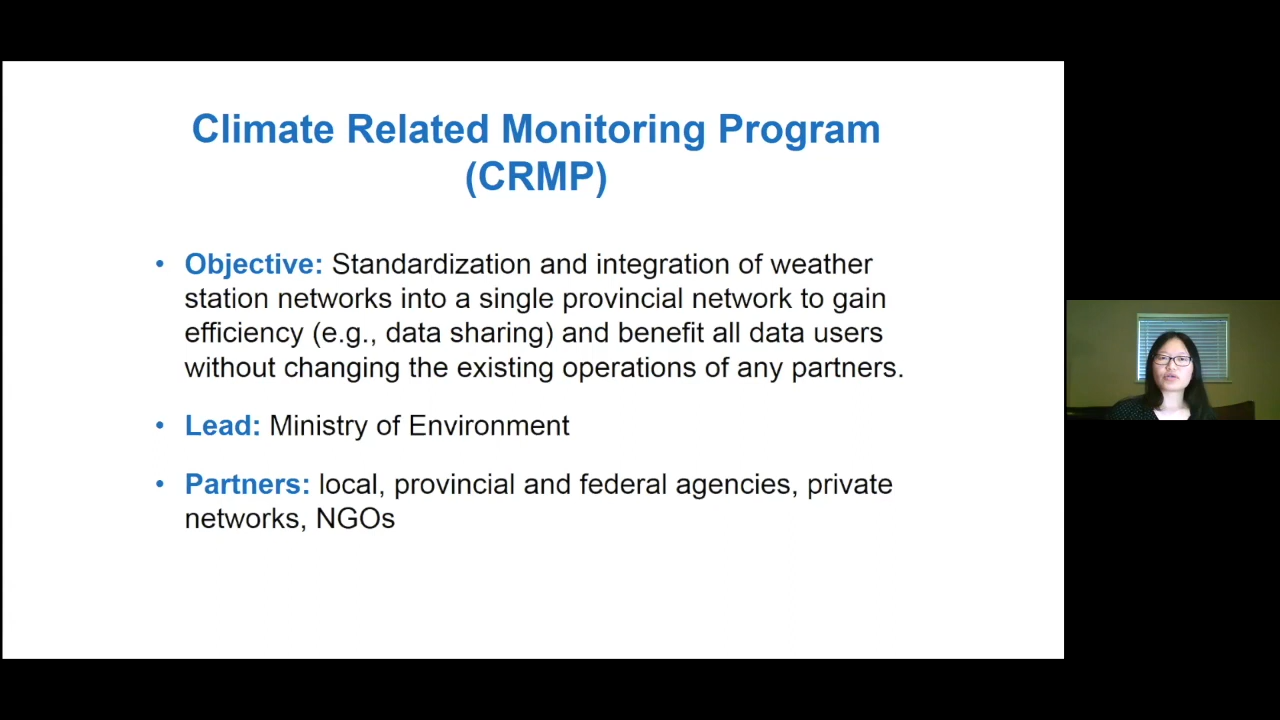 Climate Related Monitoring Program
(CRMP)
• Objective: Standardization and integration of weather
station networks into a single provincial network to gain
efficiency (e.g., data sharing) and benefit all data users
without changing the existing operations of any partners.
• Lead: Ministry of Environment
• Partners: local, provincial and federal agencies, private
networks, NGOs